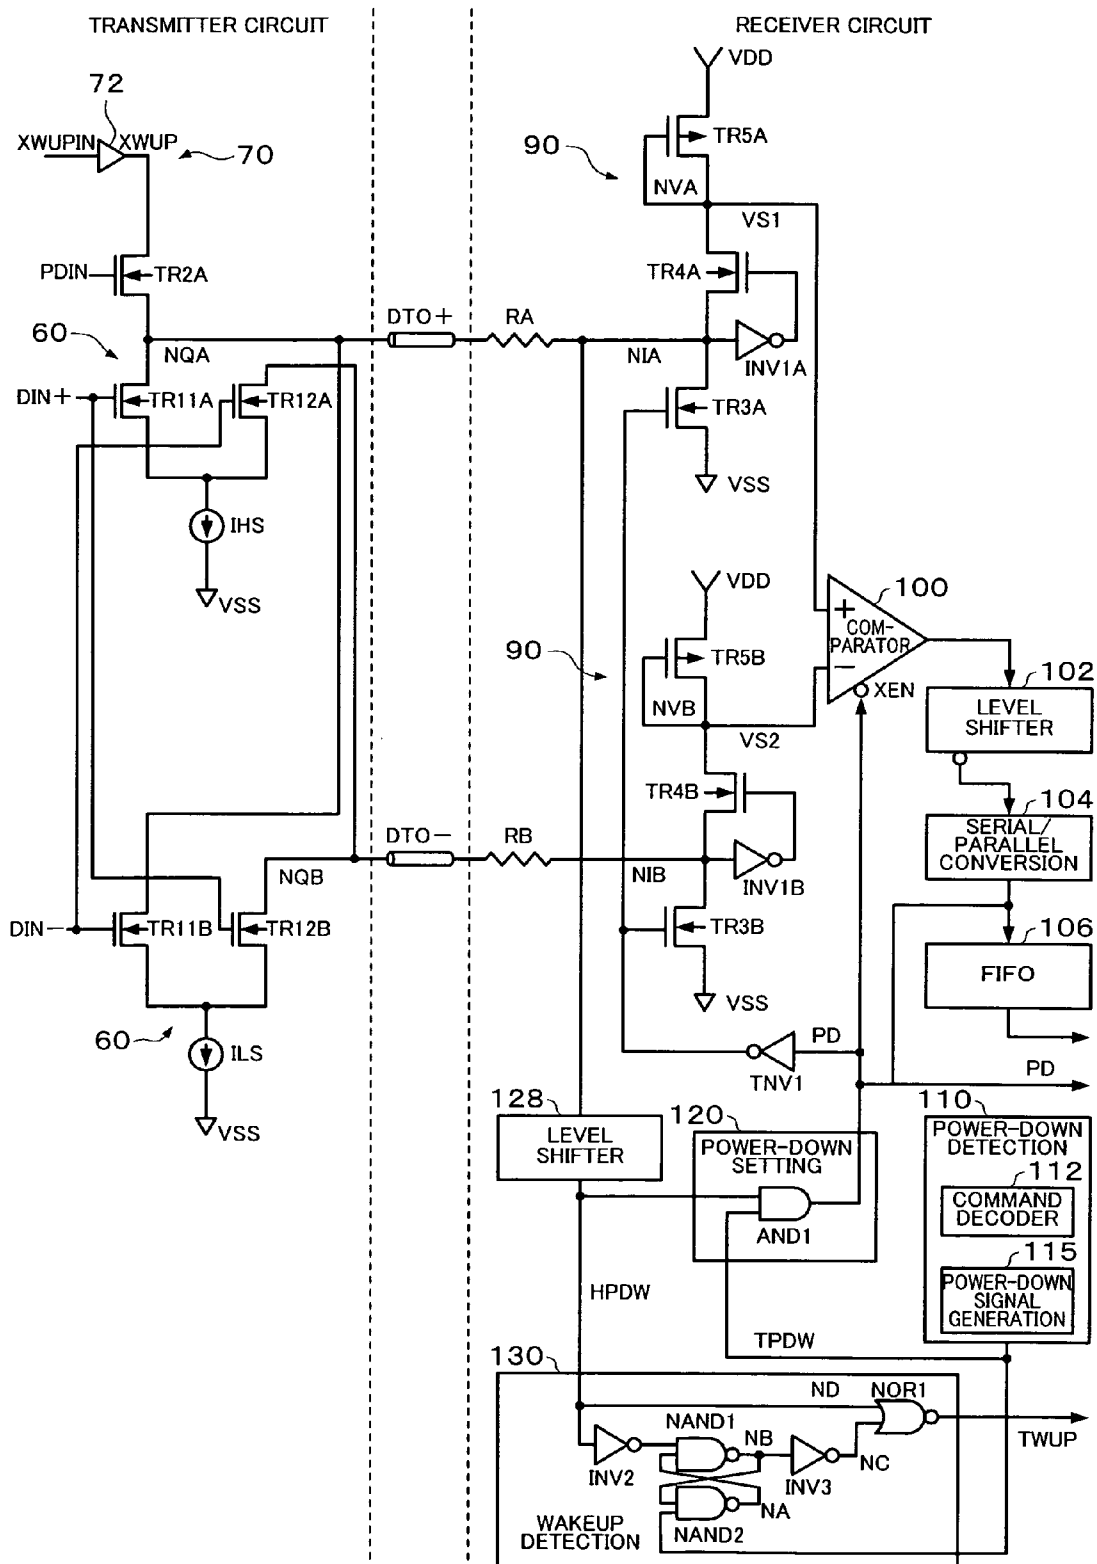 TRANSMITTER CIRCUIT
RECEIVER CIRCUIT
VDD
72
XWUPIN
XWUP
70
90
TR5A
NVA
VS1
PDIN
TR2A
TR4A
60
NQA
DTO+
RA
NIA
INV1A
DIN+
TR11A
TR12A
TR3A
VSS
IHS
VSS
VDD
100
+
COM-
PARATOR
−
XEN
90
TR5B
NVB
VS2
102
LEVEL
SHIFTER
TR4B
104
SERIAL/
PARALLEL
CONVERSION
DTO−
RB
NQB
NIB
INV1B
DIN−
TR11B
TR12B
TR3B
106
FIFO
VSS
60
ILS
VSS
TNV1
PD
PD
128
LEVEL
SHIFTER
120
POWER-DOWN
SETTING
AND1
110
POWER-DOWN
DETECTION
112
COMMAND
DECODER
115
POWER-DOWN
SIGNAL
GENERATION
HPDW
TPDW
130
ND
NOR1
TWUP
NAND1
NB
INV2
INV3
NC
NA
NAND2
WAKEUP
DETECTION